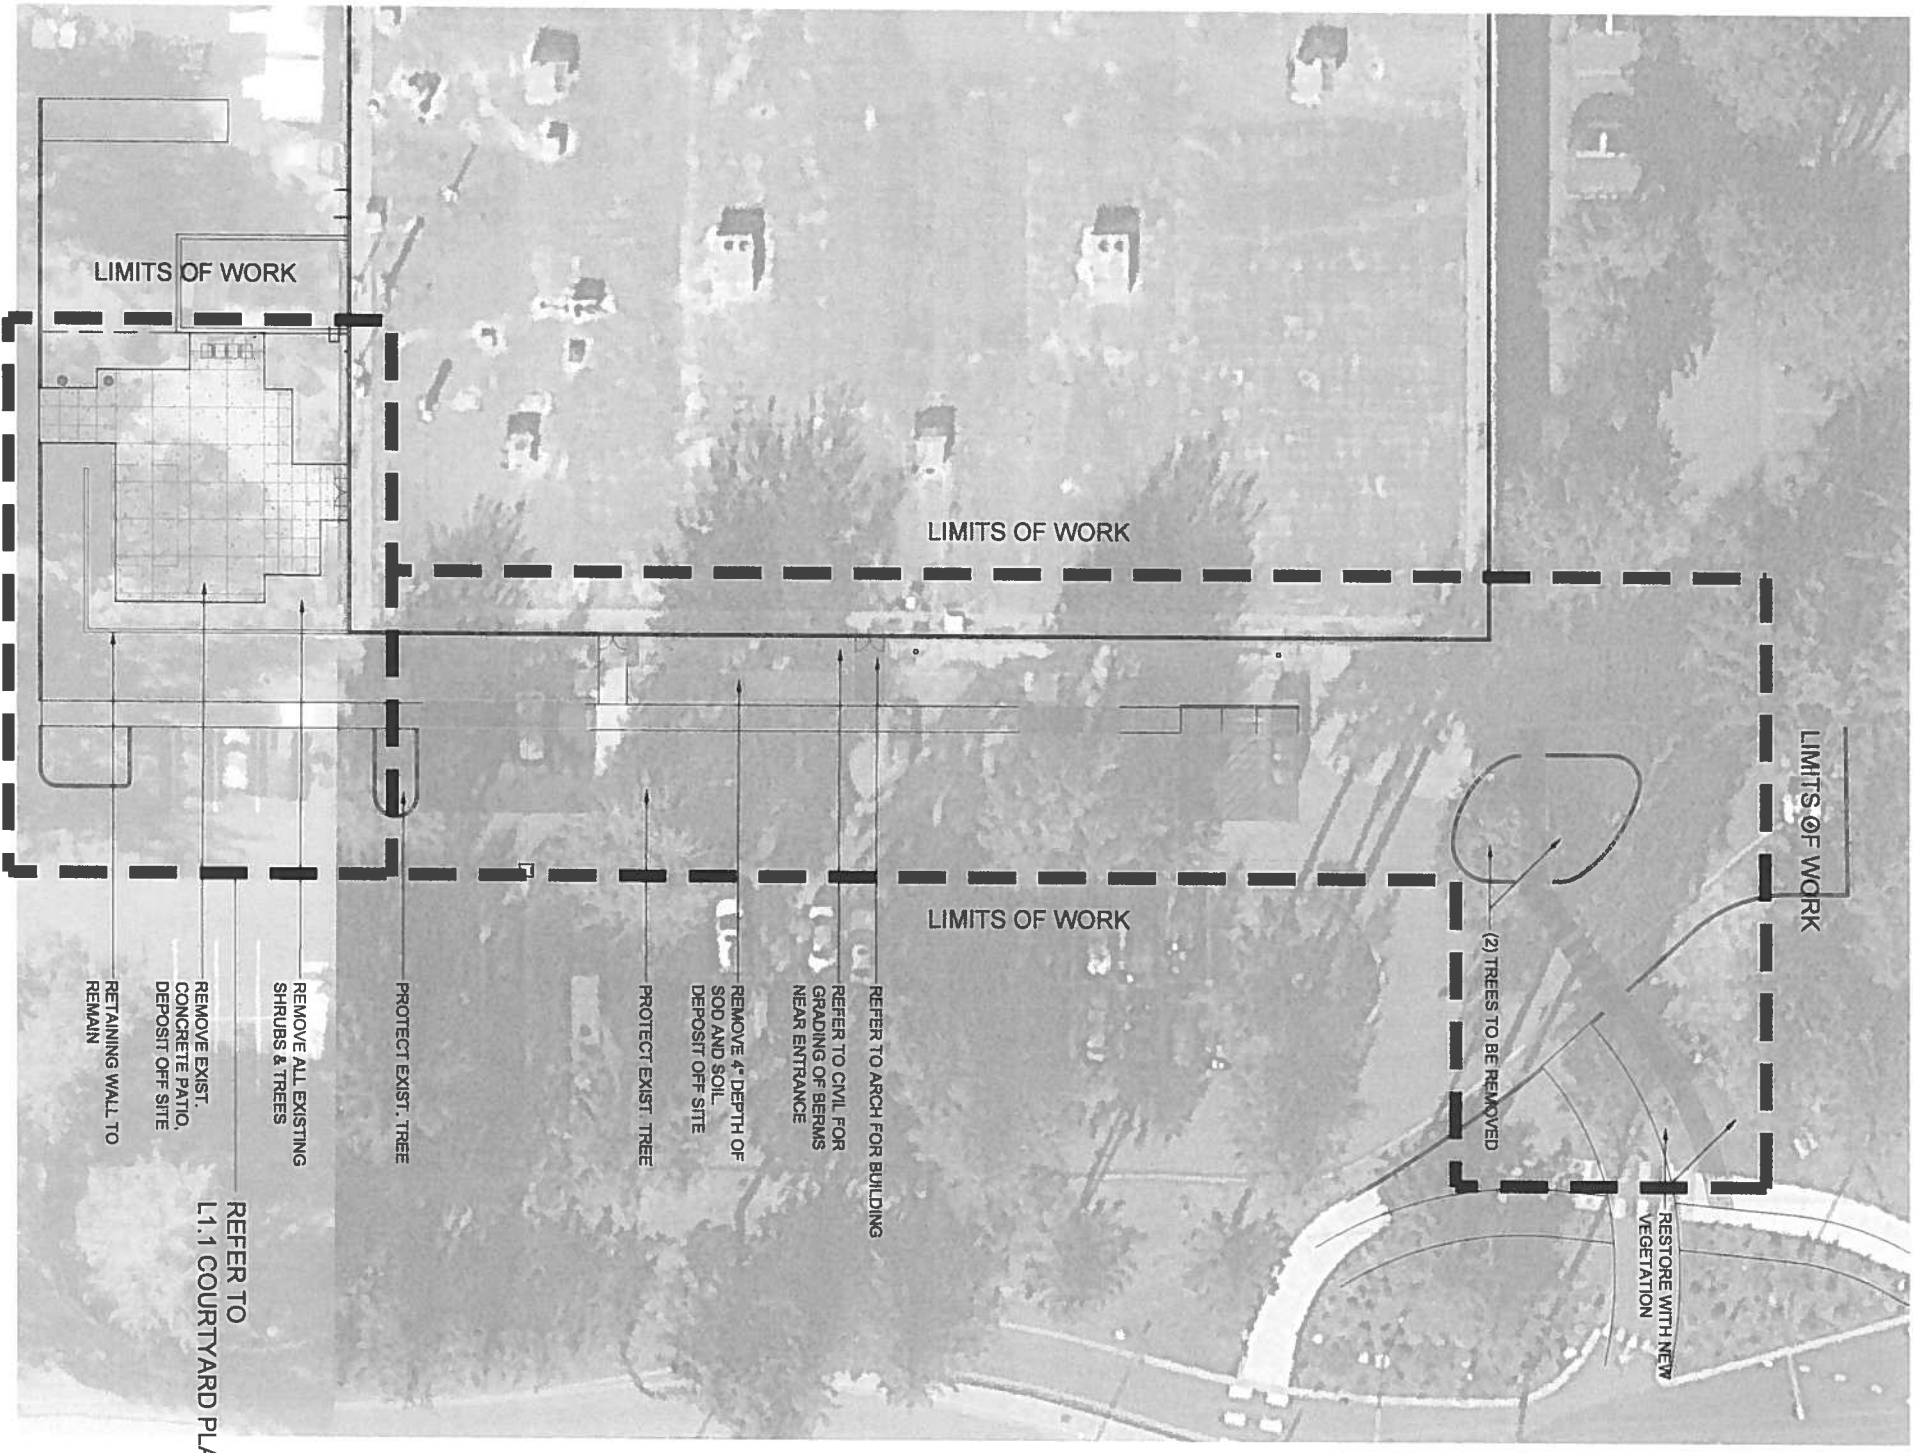 LIMITS OF WORK
LIMITS OF WORK
LIMITS OF WORK
LIMITS OF WORK
(2) TREES TO BE REMOVED
RESTORE WITH NEW
VEGETATION
REFER TO ARCH FOR BUILDING
REFER TO CIVIL FOR
GRADING OF BERMS
NEAR ENTRANCE
REMOVE 4" DEPTH OF
SOD AND SOIL.
DEPOSIT OFF SITE
PROTECT EXIST. TREE
PROTECT EXIST. TREE
REMOVE ALL EXISTING
SHRUBS & TREES
REFER TO
L1.1 COURTYARD PLA
REMOVE EXIST.
CONCRETE PATIO,
DEPOSIT OFF SITE
RETAINING WALL TO
REMAIN